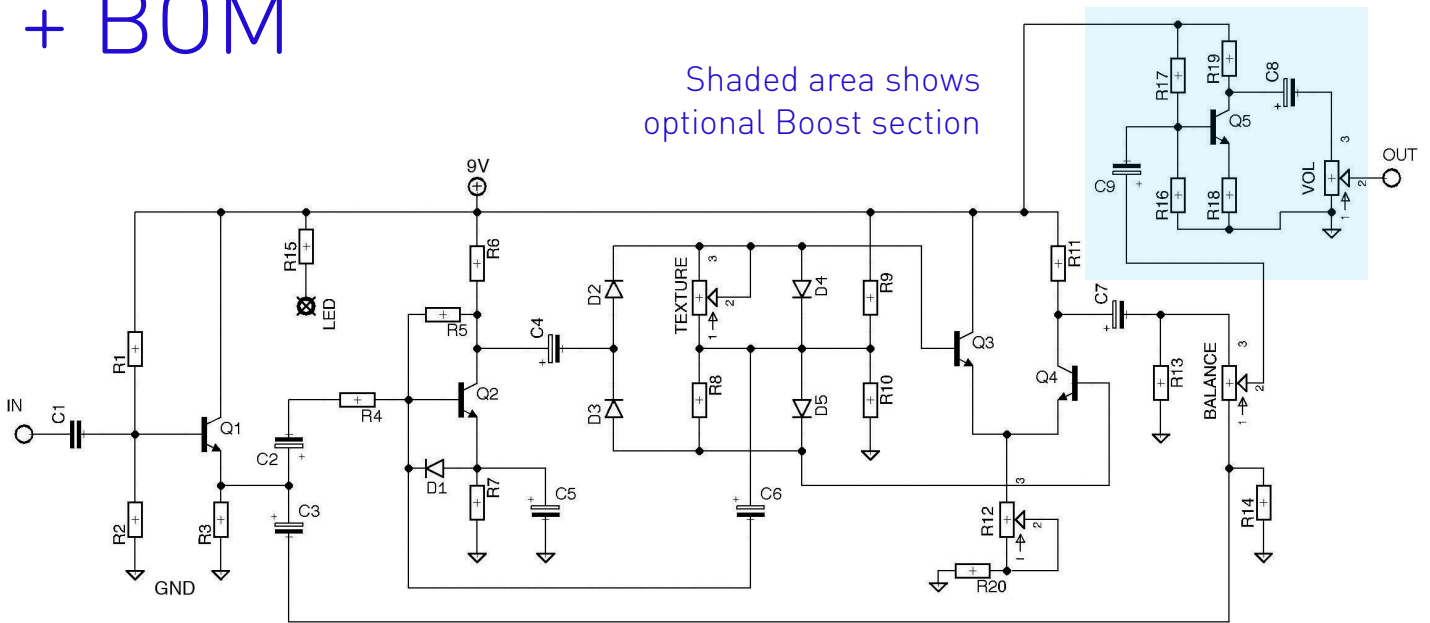 + BOM
Shaded area shows
optional Boost section
R17
R19
C8
Q5
C9
R16
R18
VOL
3
2
1
OUT
9V
R15
LED
R6
R5
C4
D2
D3
TEXTURE
3
2
1
R8
D4
D5
R9
R10
R11
C7
Q3
Q4
R13
BALANCE
3
2
1
R1
IN
C1
Q1
R4
Q2
C2
C3
D1
R7
C5
C6
R2
R3
GND
R12
3
2
1
R20
R14
+